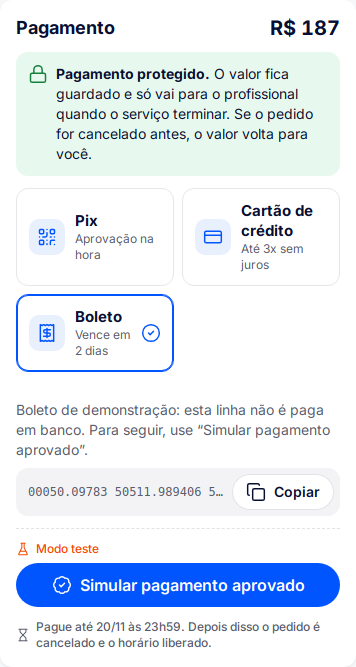 Pagamento
R$ 187
Pagamento protegido. O valor fica
guardado e só vai para o profissional
quando o serviço terminar. Se o pedido
for cancelado antes, o valor volta para
você.
Pix
Aprovação na
hora
Cartão de
crédito
Até 3x sem
juros
Boleto
Vence em
2 dias
Boleto de demonstração: esta linha não é paga
em banco. Para seguir, use “Simular pagamento
aprovado”.
00050.09783 50511.989406 5…
Copiar
Modo teste
Simular pagamento aprovado
Pague até 20/11 às 23h59. Depois disso o pedido é
cancelado e o horário liberado.